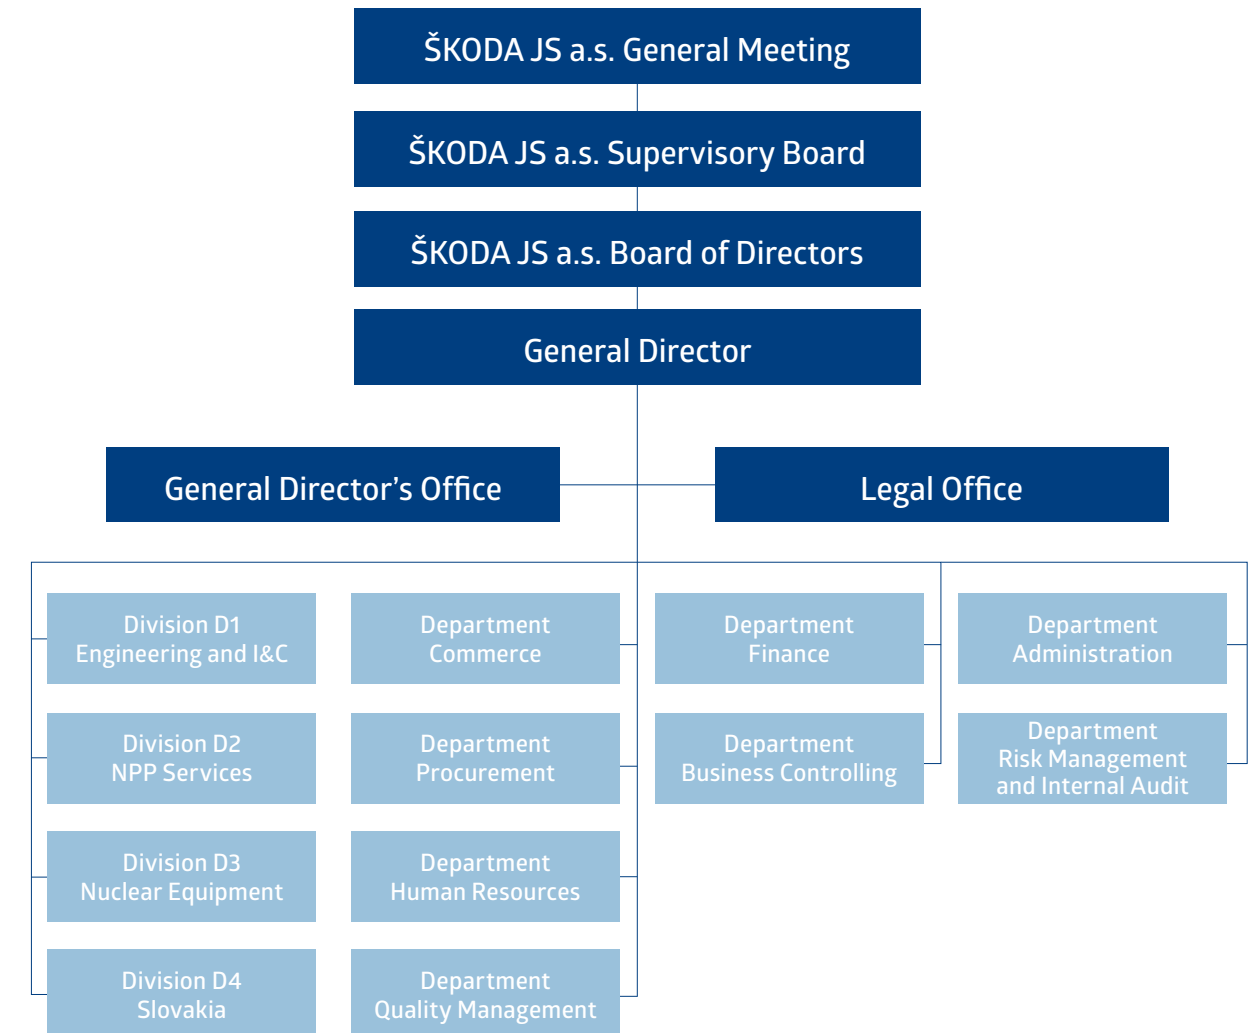 ŠKODA JS a.s. General Meeting
ŠKODA JS a.s. Supervisory Board
ŠKODA JS a.s. Board of Directors
General Director
General Director’s Office
Legal Office
Division D1
Engineering and I&C
Department
Commerce
Department
Finance
Department
Administration
Division D2
NPP Services
Department
Procurement
Department
Business Controlling
Department
Risk Management
and Internal Audit
Division D3
Nuclear Equipment
Department
Human Resources
Division D4
Slovakia
Department
Quality Management